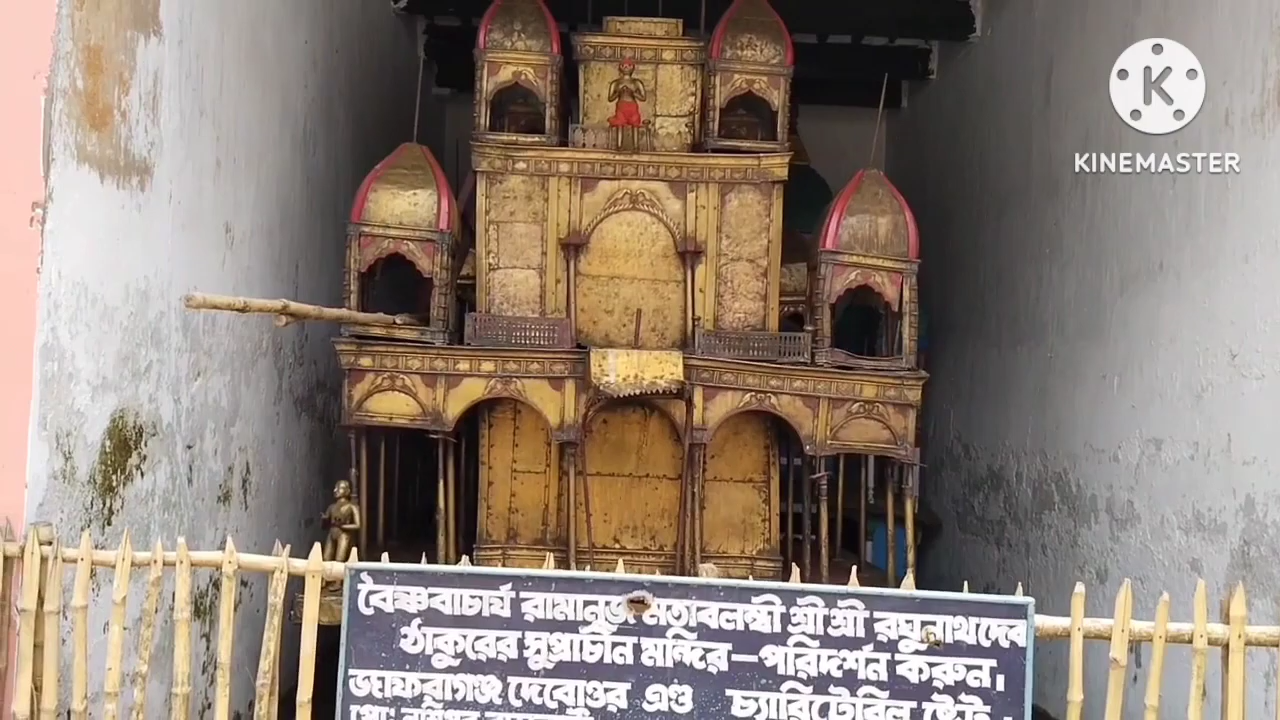 K
KINEMASTER
বৈষ্ণবাচার্য রামানুজ মতাবলম্বী শ্রীশ্রী রঘুনাথদেব
ঠাকুরের সুপ্রাচীন মন্দির—পরিদর্শন করুন।
জাফরাগঞ্জ দেবোত্তর এণ্ড চ্যারিটেবিল ষ্টেট।